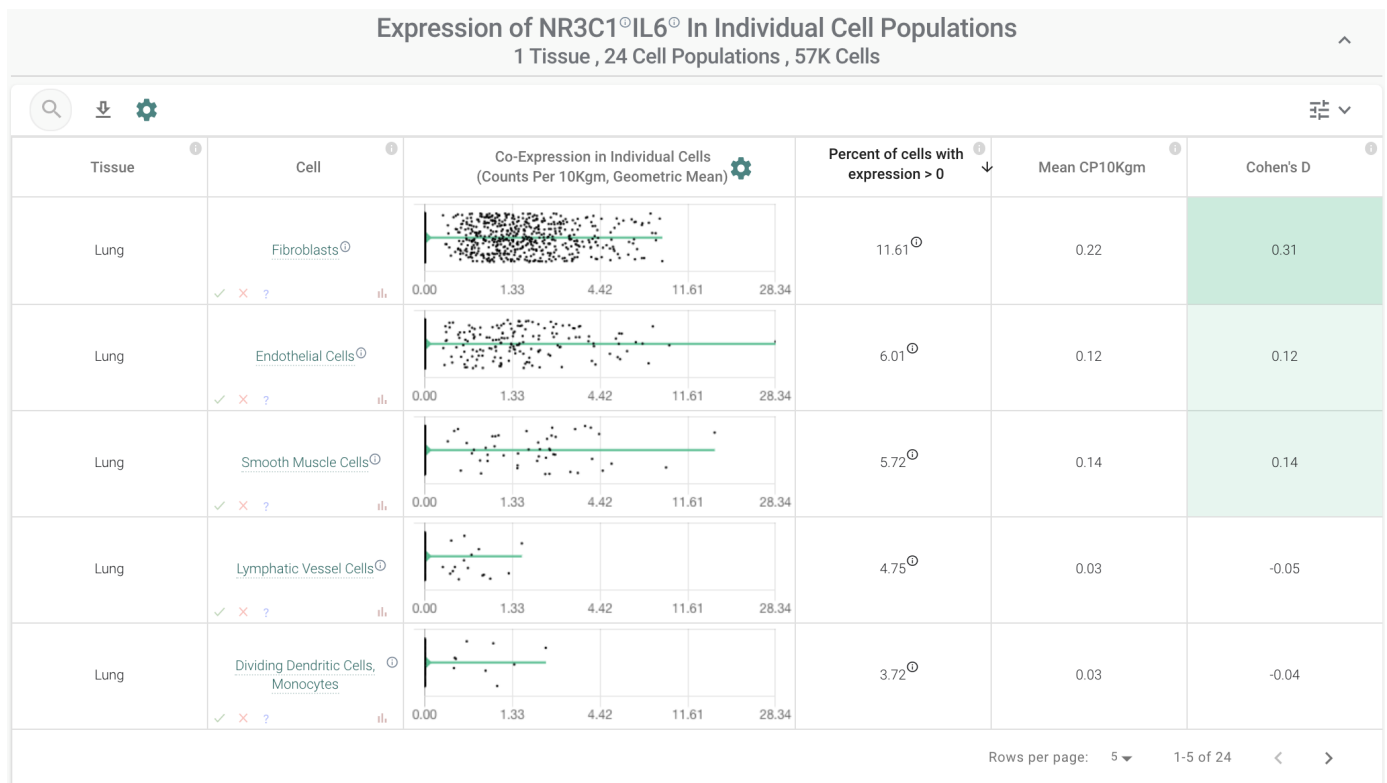 Expression of NR3C1 IL6 In Individual Cell Populations
1 Tissue , 24 Cell Populations , 57K Cells
Tissue
Cell
Co-Expression in Individual Cells
(Counts Per 10Kgm, Geometric Mean)
Percent of cells with
expression > 0
Mean CP10Kgm
Cohen's D
Lung
Fibroblasts
?
0.00 1.33 4.42 11.61 28.34
11.61
0.22
0.31
Lung
Endothelial Cells
?
0.00 1.33 4.42 11.61 28.34
6.01
0.12
0.12
Lung
Smooth Muscle Cells
?
0.00 1.33 4.42 11.61 28.34
5.72
0.14
0.14
Lung
Lymphatic Vessel Cells
?
0.00 1.33 4.42 11.61 28.34
4.75
0.03
-0.05
Lung
Dividing Dendritic Cells,
Monocytes
?
0.00 1.33 4.42 11.61 28.34
3.72
0.03
-0.04
Rows per page: 5 1-5 of 24